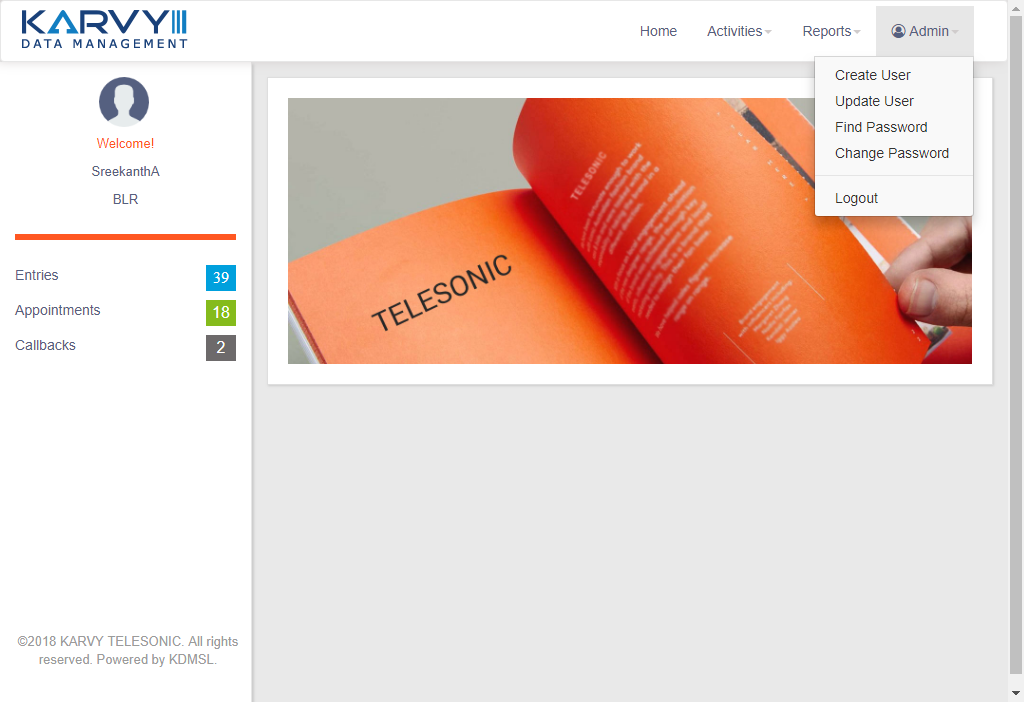 KARVY
DATA MANAGEMENT
Home
Activities
Reports
Admin
Create User
Update User
Find Password
Change Password
Logout
Welcome!
SreekanthA
BLR
Entries
39
Appointments
18
Callbacks
2
TELESONIC
TELESONIC
©2018 KARVY TELESONIC. All rights
reserved. Powered by KDMSL.